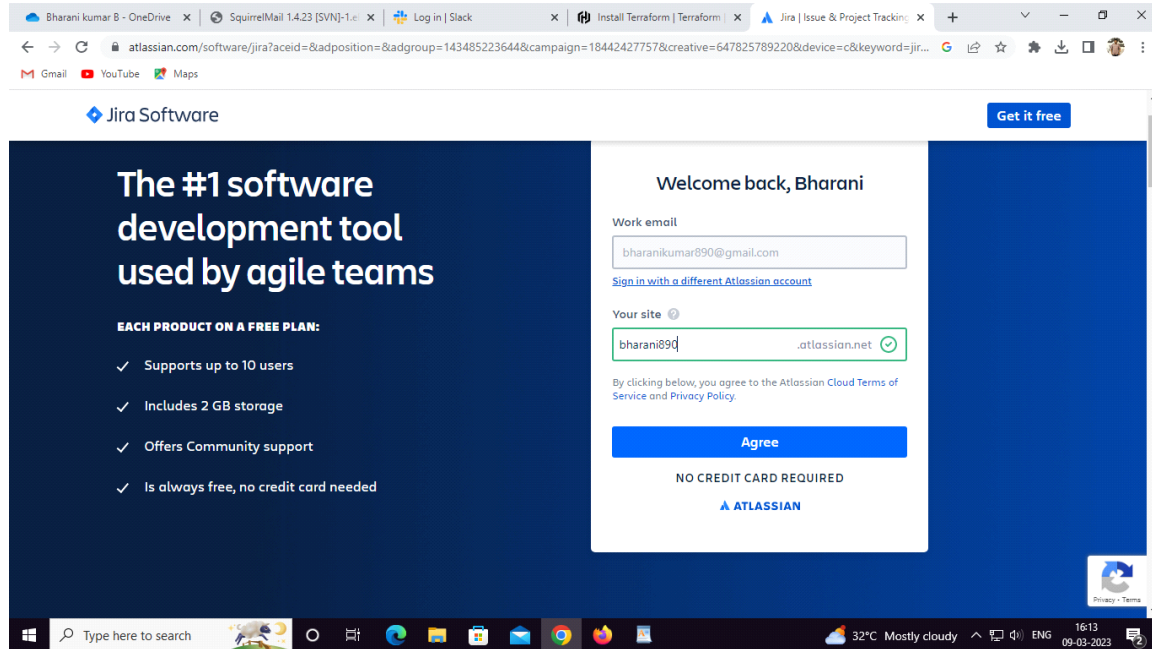 Bharani kumar B - OneDrive
SquirrelMail 1.4.23 [SVN]-1.el
Log in | Slack
Install Terraform | Terraform |
Jira | Issue & Project Tracking
atlassian.com/software/jira?aceid=&adposition=&adgroup=143485223644&campaign=18442427757&creative=647825789220&device=c&keyword=jir...
Gmail
YouTube
Maps
Jira Software
Get it free
The #1 software
development tool
used by agile teams
EACH PRODUCT ON A FREE PLAN:
Supports up to 10 users
Includes 2 GB storage
Offers Community support
Is always free, no credit card needed
Welcome back, Bharani
Work email
bharanikumar890@gmail.com
Sign in with a different Atlassian account
Your site
bharani890 .atlassian.net
By clicking below, you agree to the Atlassian Cloud Terms of
Service and Privacy Policy.
Agree
NO CREDIT CARD REQUIRED
ATLASSIAN
Privacy - Terms
Type here to search
32°C Mostly cloudy
ENG
16:13
09-03-2023
2